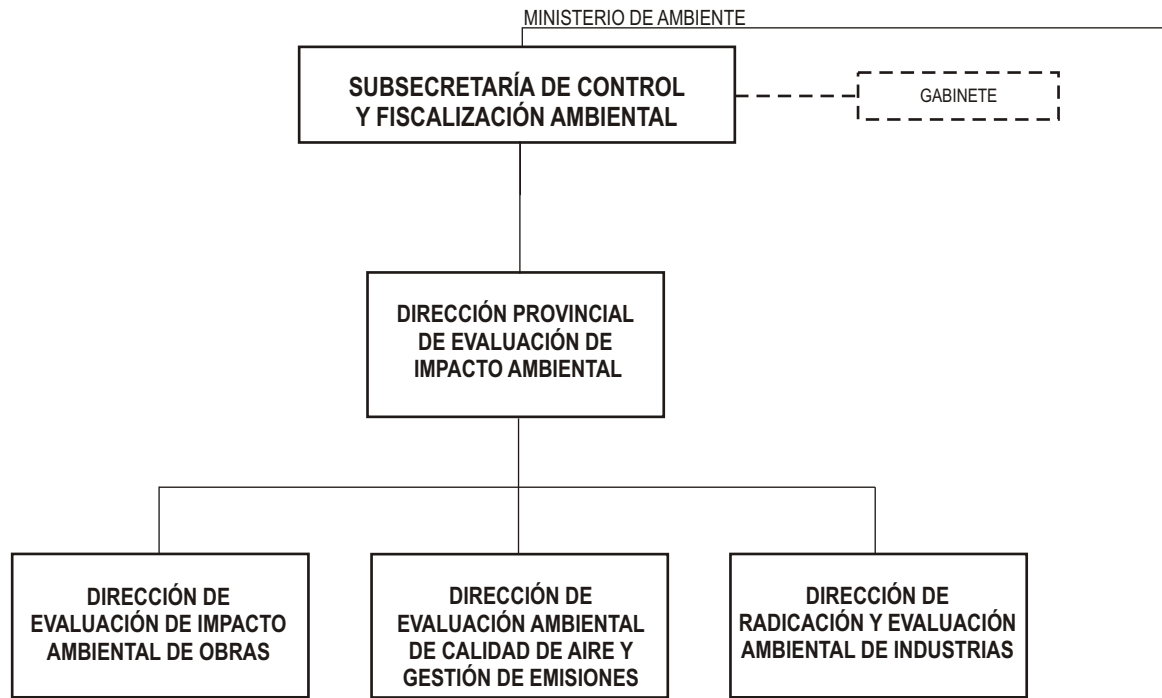 MINISTERIO DE AMBIENTE
SUBSECRETARÍA DE CONTROL
Y FISCALIZACIÓN AMBIENTAL
GABINETE
DIRECCIÓN PROVINCIAL
DE EVALUACIÓN DE
IMPACTO AMBIENTAL
DIRECCIÓN DE
EVALUACIÓN DE IMPACTO
AMBIENTAL DE OBRAS
DIRECCIÓN DE
EVALUACIÓN AMBIENTAL
DE CALIDAD DE AIRE Y
GESTIÓN DE EMISIONES
DIRECCIÓN DE
RADICACIÓN Y EVALUACIÓN
AMBIENTAL DE INDUSTRIAS